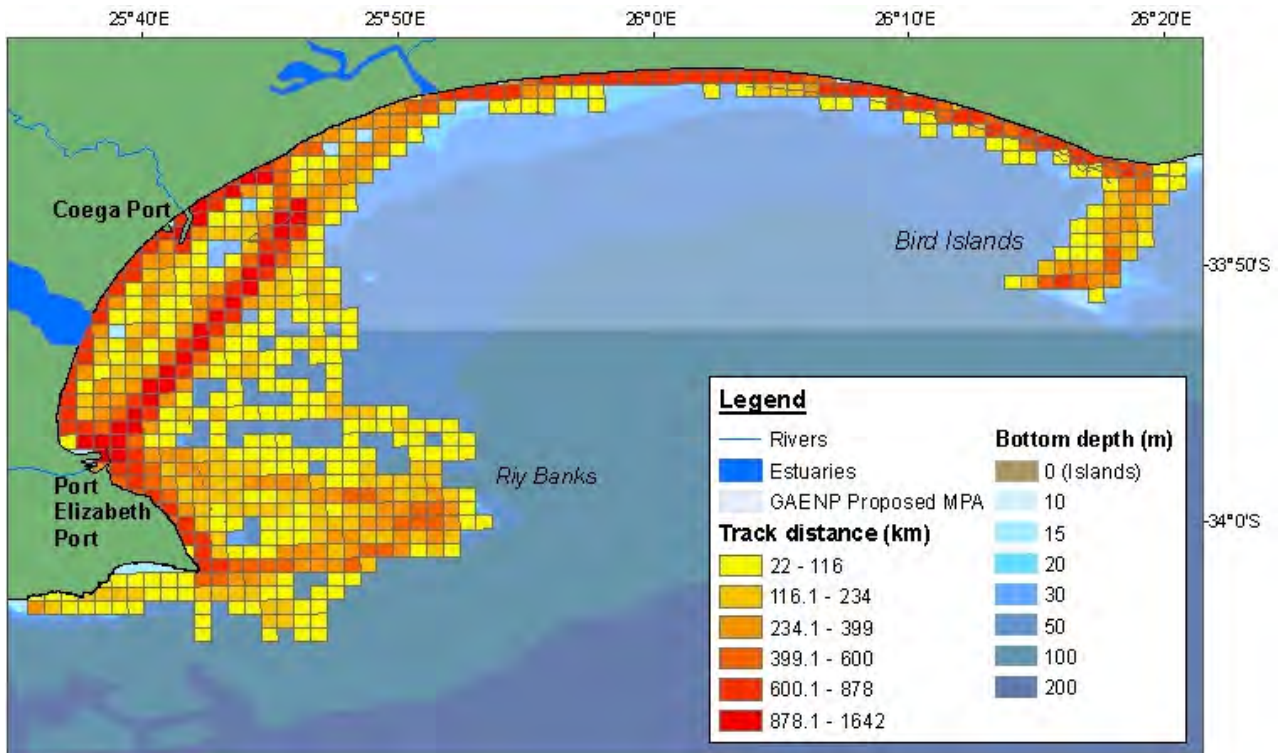 25°40'E 25°50'E 26°0'E 26°10'E 26°20'E
Coega Port
Bird Islands
33°50'S
Riy Banks
Port
Elizabeth
Port
34°0'S
Legend
Rivers
Estuaries
GAENP Proposed MPA
Track distance (km)
22 - 116
116.1 - 234
234.1 - 399
399.1 - 600
600.1 - 878
878.1 - 1642
Bottom depth (m)
0 (Islands)
10
15
20
30
50
100
200